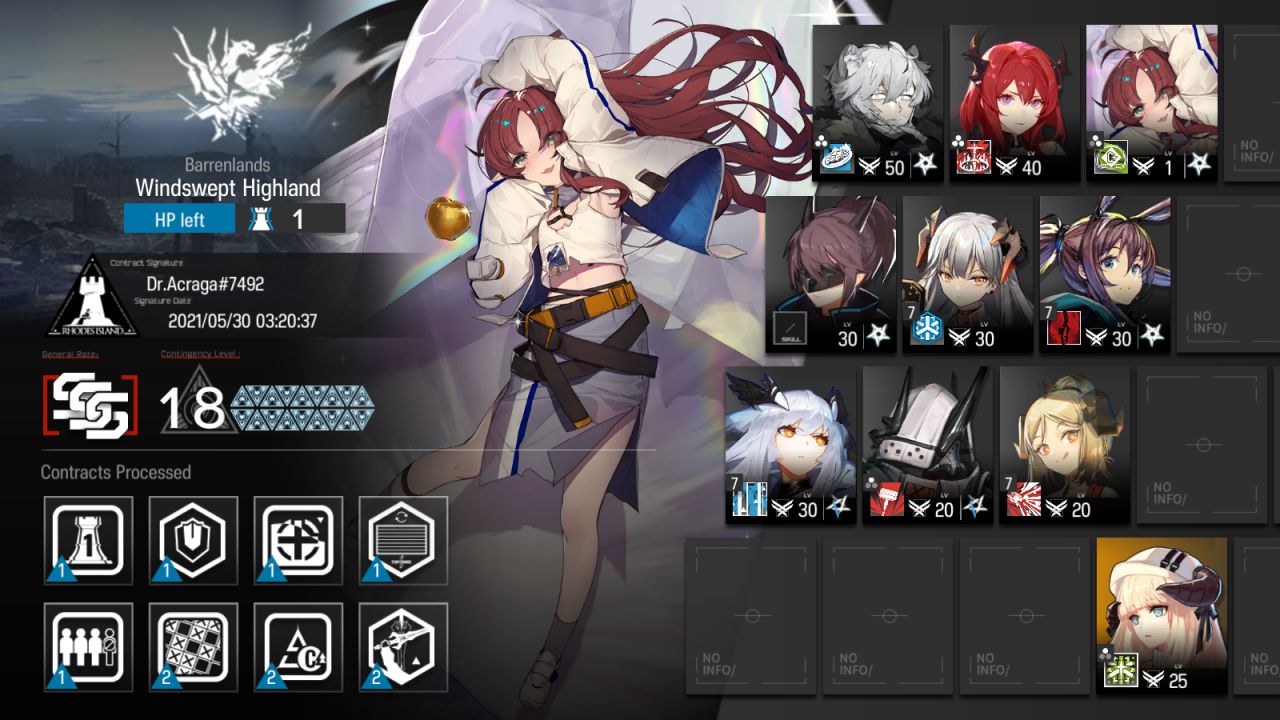 Barrenlands
Windswept Highland
HP left 1
Contract Signature
Dr.Acraga#7492
Signature Date
2021/05/30 03:20:37
RHODES ISLAND
General Rate:
Contingency Level :
SSS
18
Contracts Processed
1
1 1 1 1
1 2 2 2
C
LV 50
LV 40
LV 1
NO INFO/
SKILL
LV 30
7 LV 30
7 LV 30
NO INFO/
7 LV 30
LV 20
7 LV 20
NO INFO/
NO INFO/
NO INFO/
NO INFO/
LV 25
NO INFO/